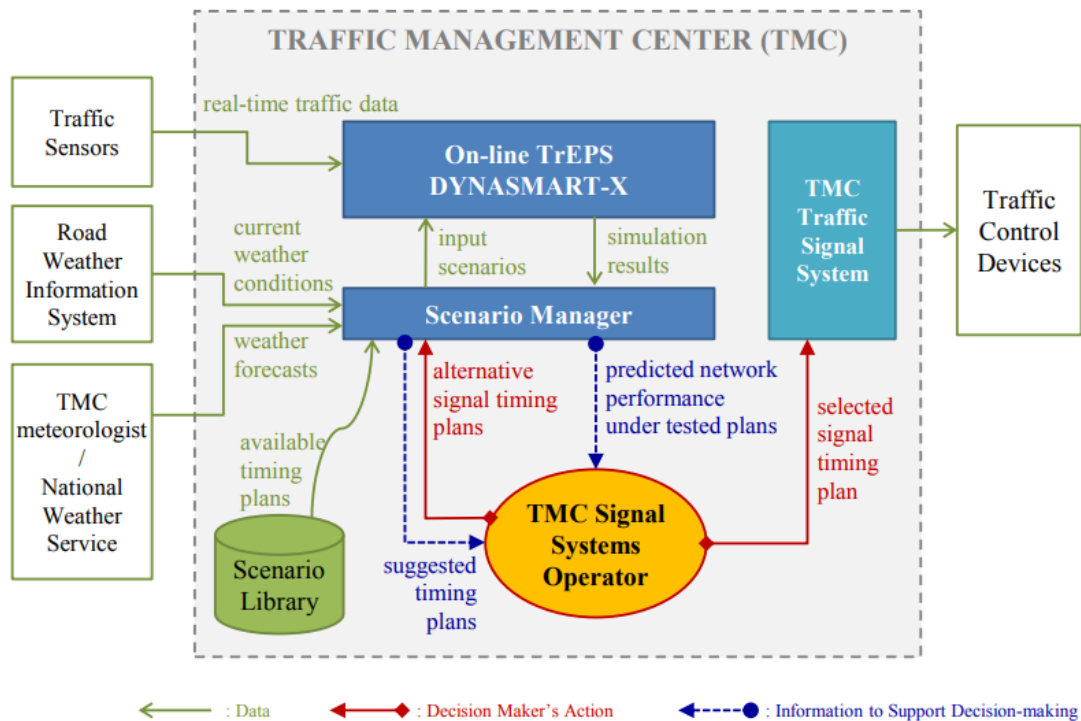 TRAFFIC MANAGEMENT CENTER (TMC)
Traffic
Sensors
real-time traffic data
On-line TrEPS
DYNASMART-X
TMC
Traffic
Signal
System
Traffic
Control
Devices
Road
Weather
Information
System
current
weather
conditions
input
scenarios
simulation
results
Scenario Manager
weather
forecasts
TMC
meteorologist
/
National
Weather
Service
available
timing
plans
alternative
signal timing
plans
predicted network
performance
under tested plans
selected
signal
timing
plan
Scenario
Library
suggested
timing
plans
TMC Signal
Systems
Operator
: Data
: Decision Maker's Action
: Information to Support Decision-making